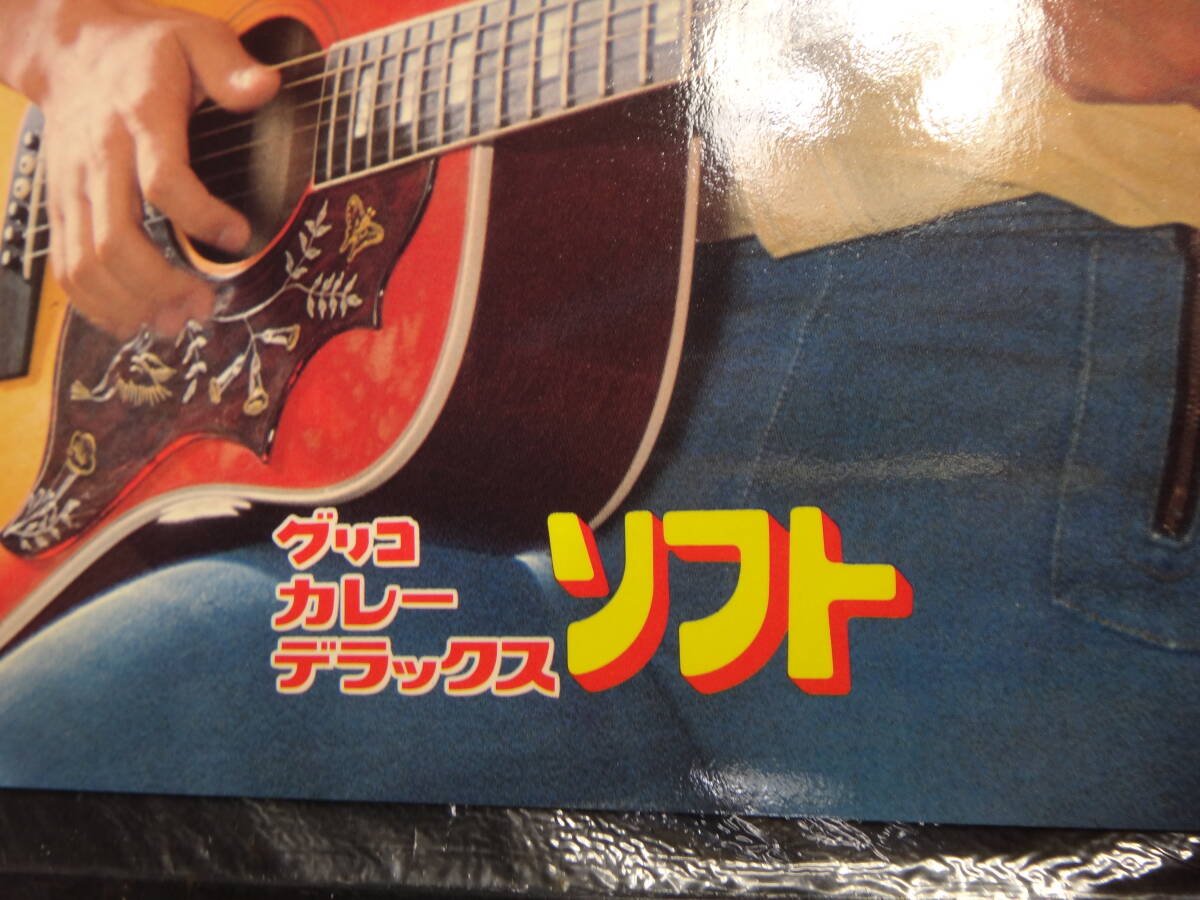 グリコ
カレー
デラックス
ソフト